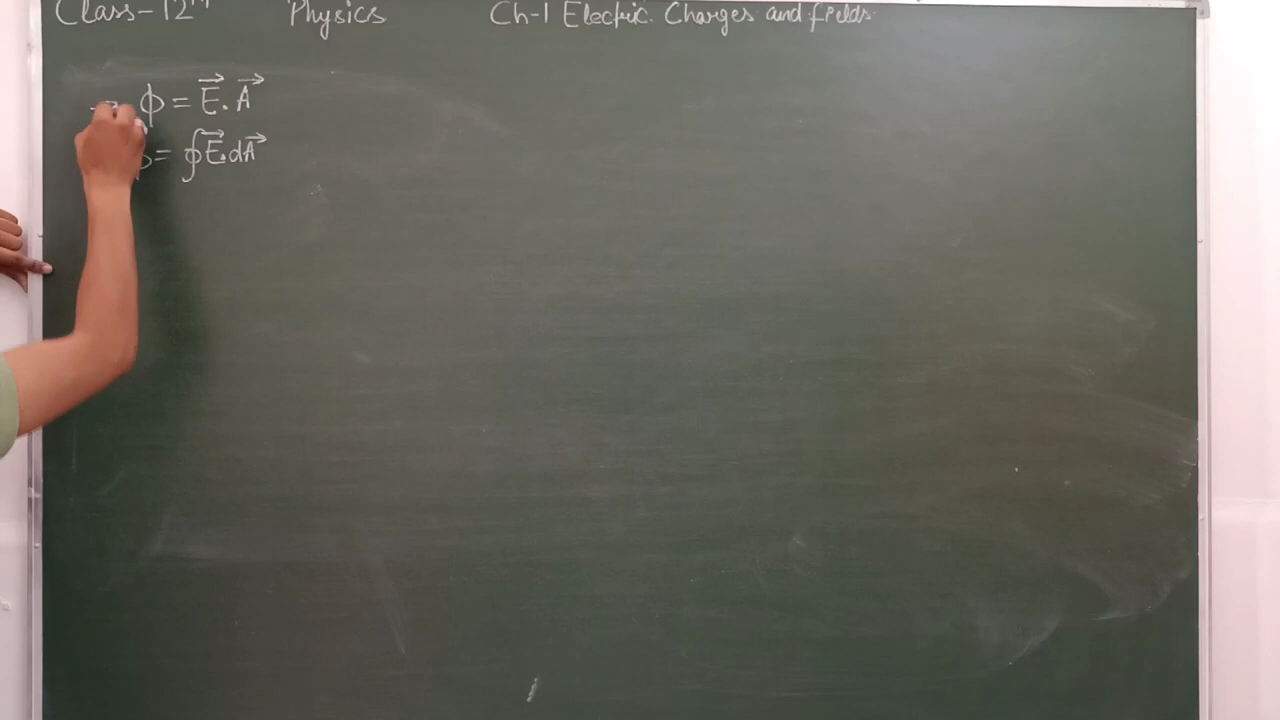 Class-12th Physics Ch-1 Electric Charges and fields
→ ϕ = E⃗.A⃗
ϕ = ∮E⃗.dA⃗